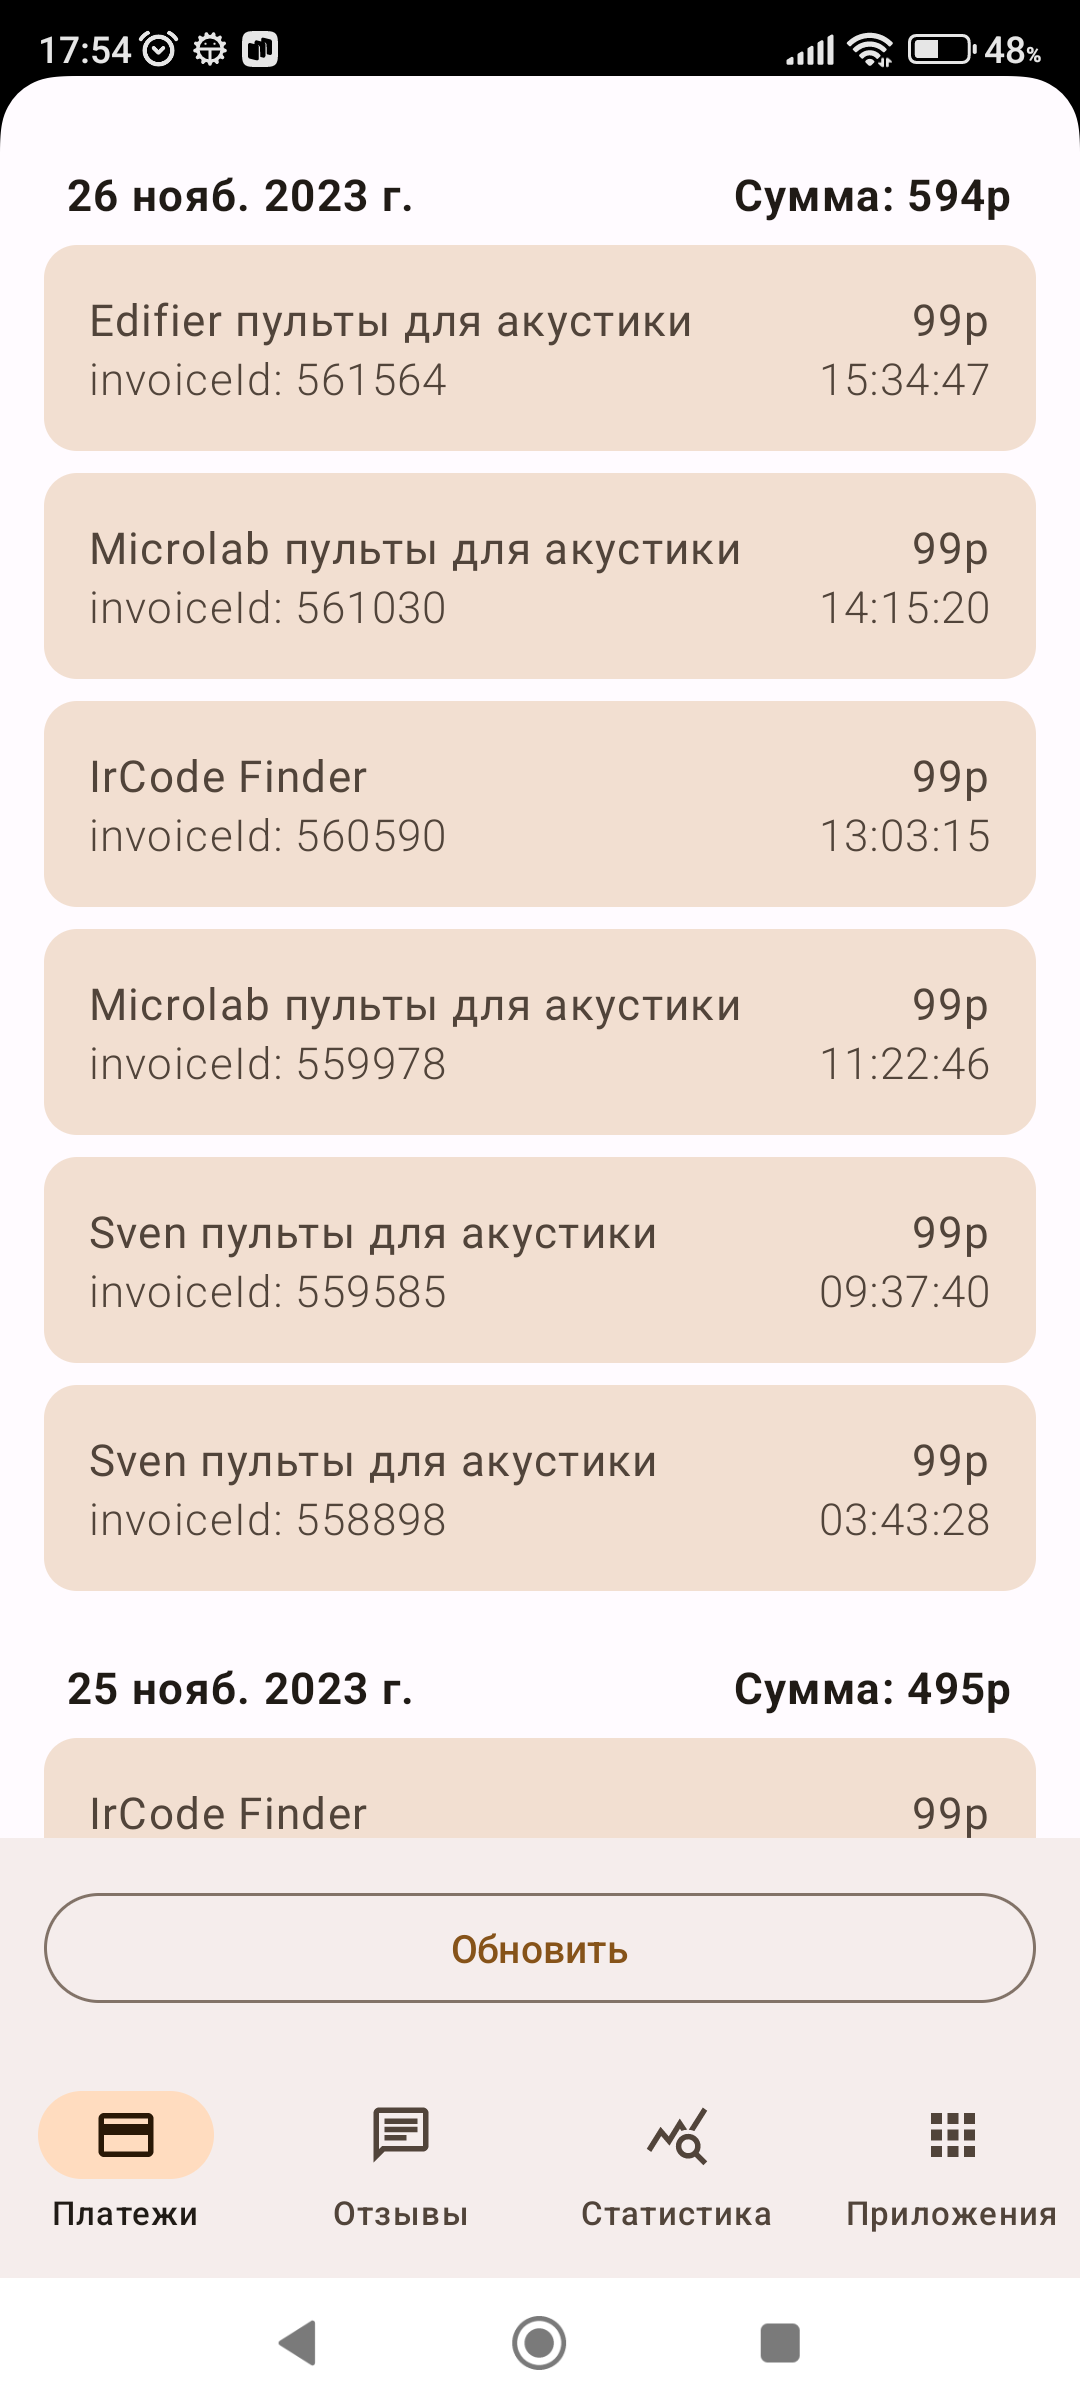 17:54 48%
26 нояб. 2023 г. Сумма: 594р
Edifier пульты для акустики 99р
invoiceId: 561564 15:34:47
Microlab пульты для акустики 99р
invoiceId: 561030 14:15:20
IrCode Finder 99р
invoiceId: 560590 13:03:15
Microlab пульты для акустики 99р
invoiceId: 559978 11:22:46
Sven пульты для акустики 99р
invoiceId: 559585 09:37:40
Sven пульты для акустики 99р
invoiceId: 558898 03:43:28
25 нояб. 2023 г. Сумма: 495р
IrCode Finder 99р
Обновить
Платежи Отзывы Статистика Приложения